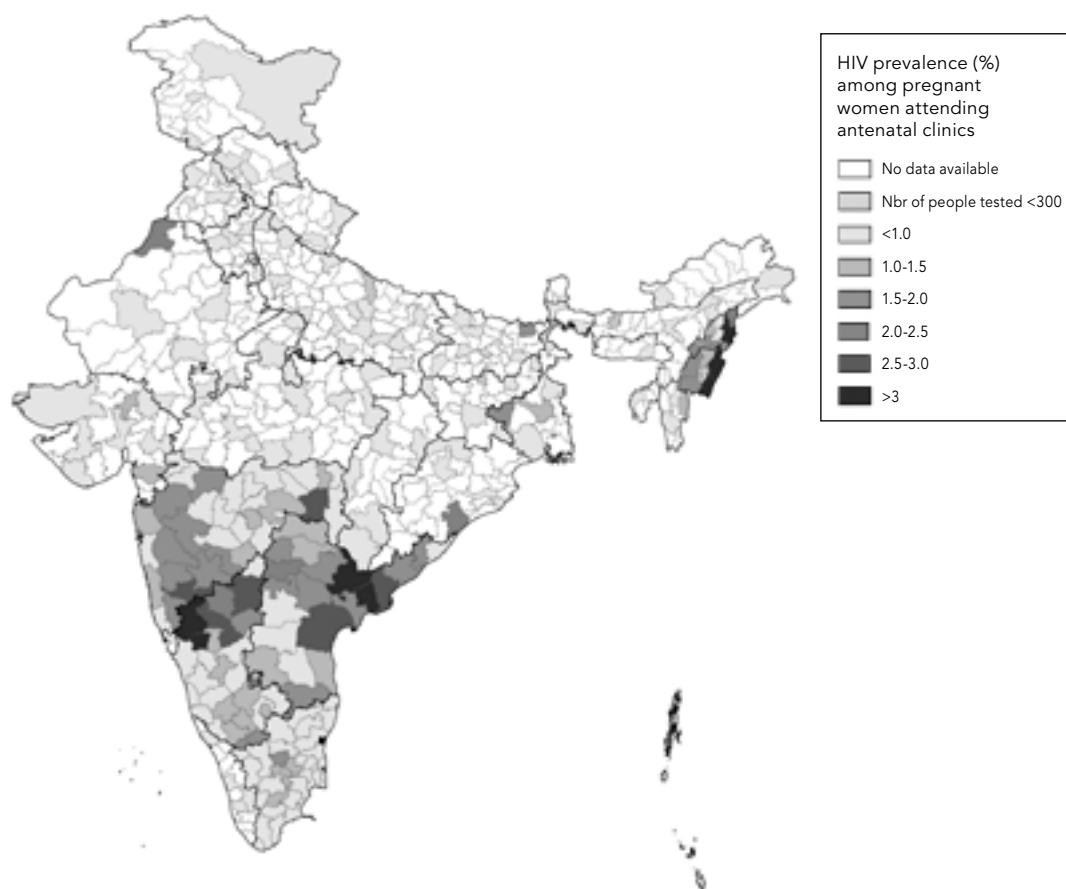 HIV prevalence (%)
among pregnant
women attending
antenatal clinics
No data available
Nbr of people tested <300
<1.0
1.0-1.5
1.5-2.0
2.0-2.5
2.5-3.0
>3